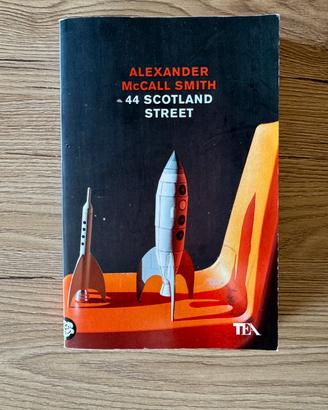 ALEXANDER
McCALL SMITH
44 SCOTLAND
STREET
TEA